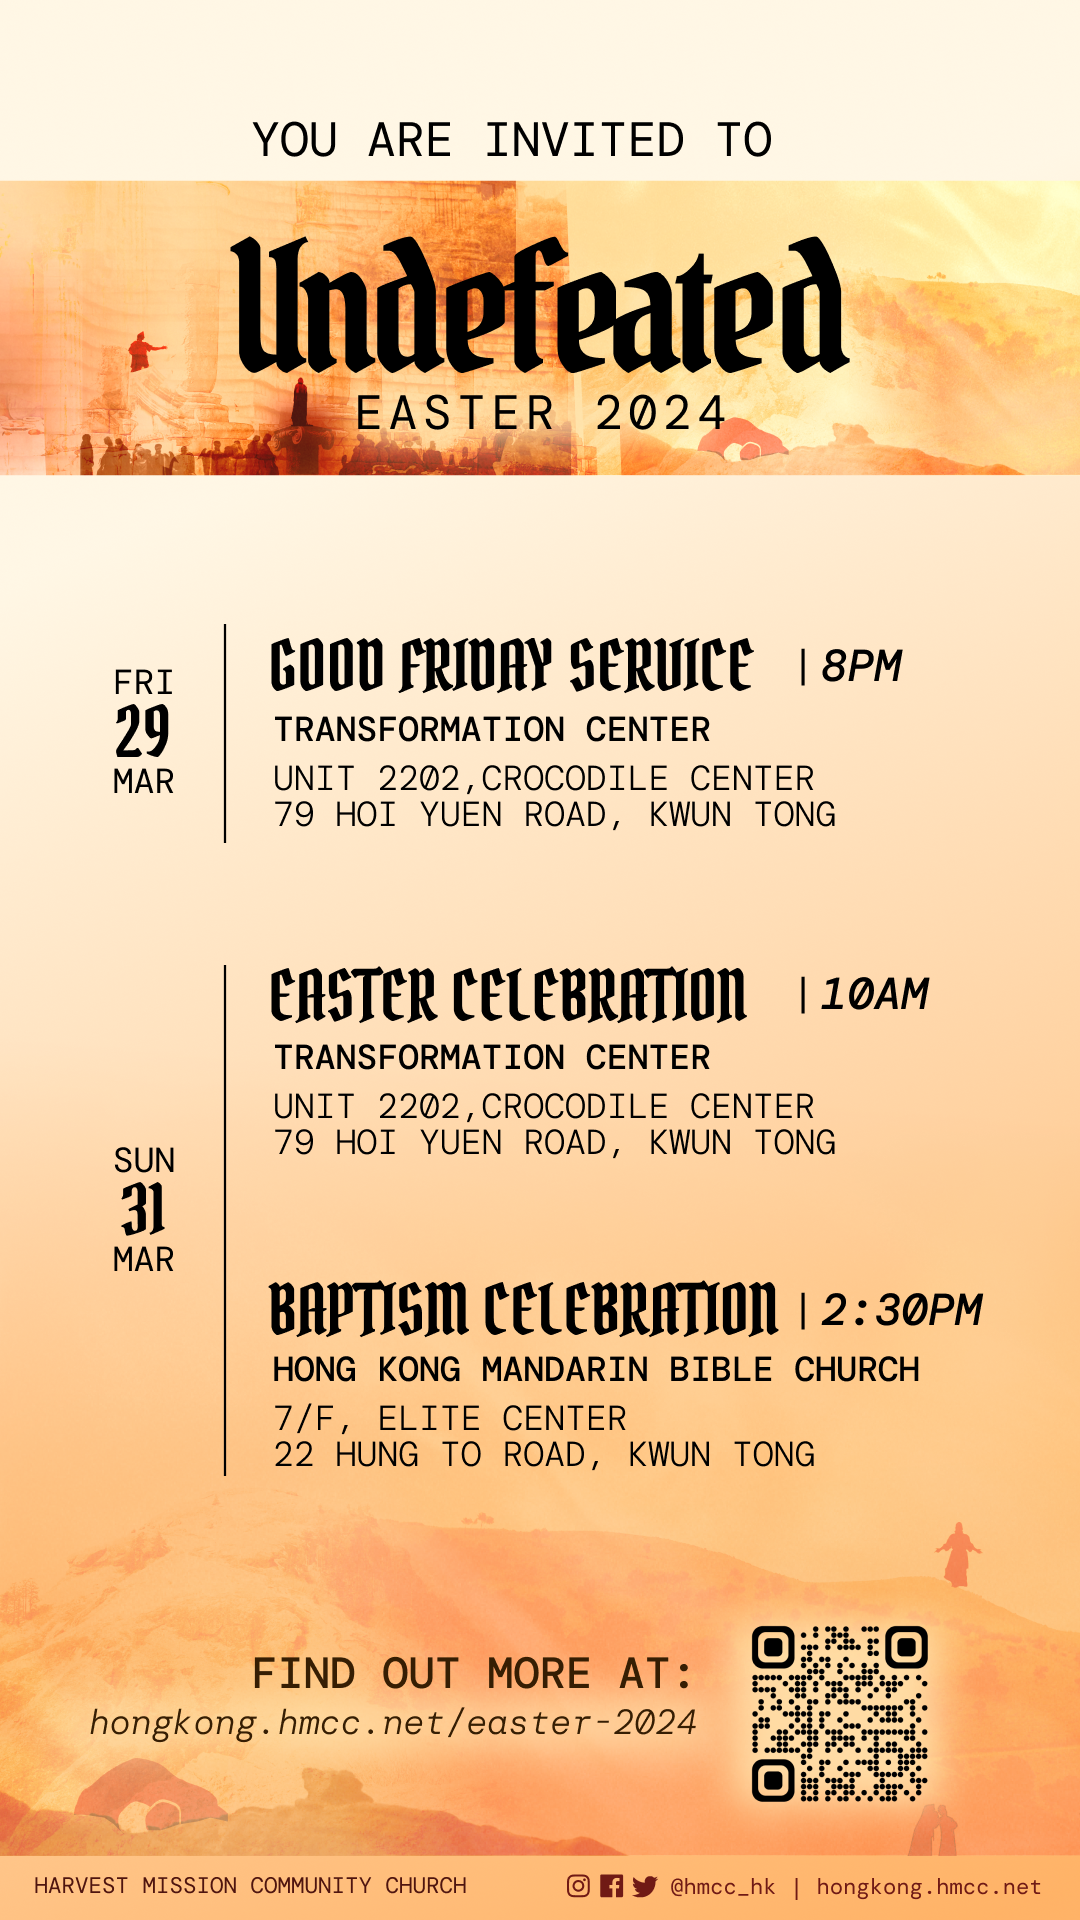 YOU ARE INVITED TO
Undefeated
EASTER 2024
FRI
29
MAR
GOOD FRIDAY SERVICE | 8PM
TRANSFORMATION CENTER
UNIT 2202,CROCODILE CENTER
79 HOI YUEN ROAD, KWUN TONG
SUN
31
MAR
EASTER CELEBRATION | 10AM
TRANSFORMATION CENTER
UNIT 2202,CROCODILE CENTER
79 HOI YUEN ROAD, KWUN TONG
BAPTISM CELEBRATION | 2:30PM
HONG KONG MANDARIN BIBLE CHURCH
7/F, ELITE CENTER
22 HUNG TO ROAD, KWUN TONG
FIND OUT MORE AT:
hongkong.hmcc.net/easter-2024
HARVEST MISSION COMMUNITY CHURCH
@hmcc_hk | hongkong.hmcc.net